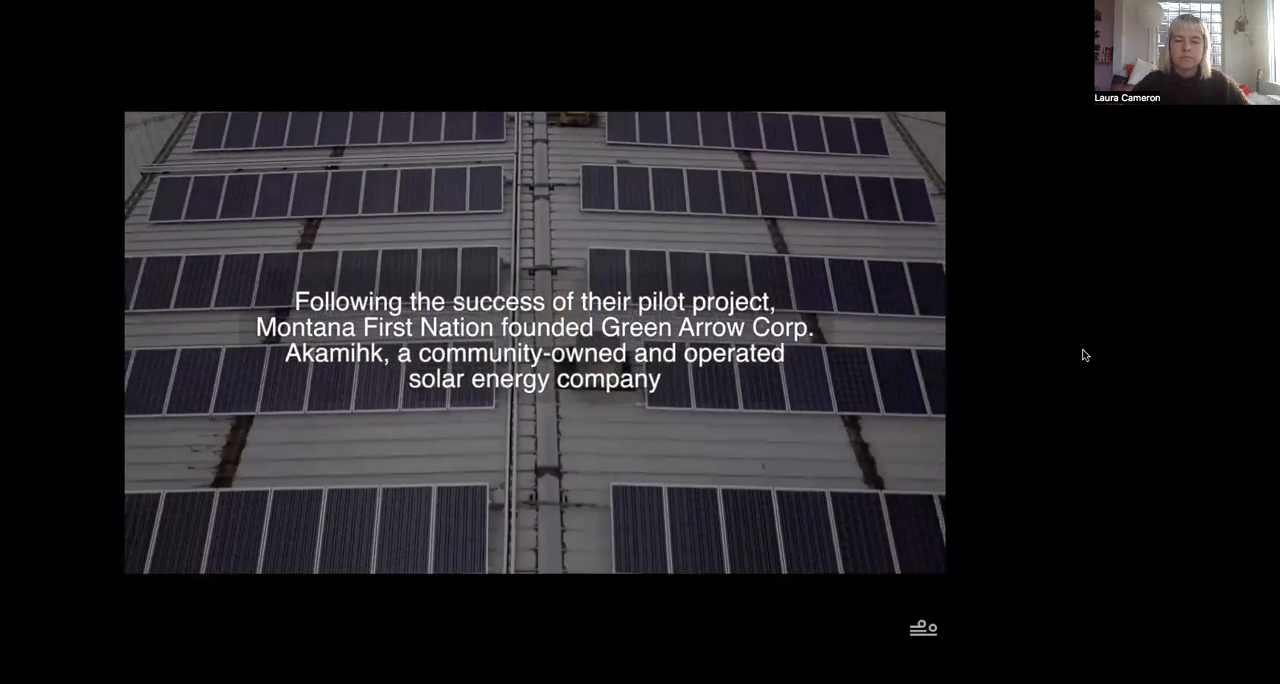 Laura Cameron
Following the success of their pilot project,
Montana First Nation founded Green Arrow Corp.
Akamihk, a community-owned and operated
solar energy company